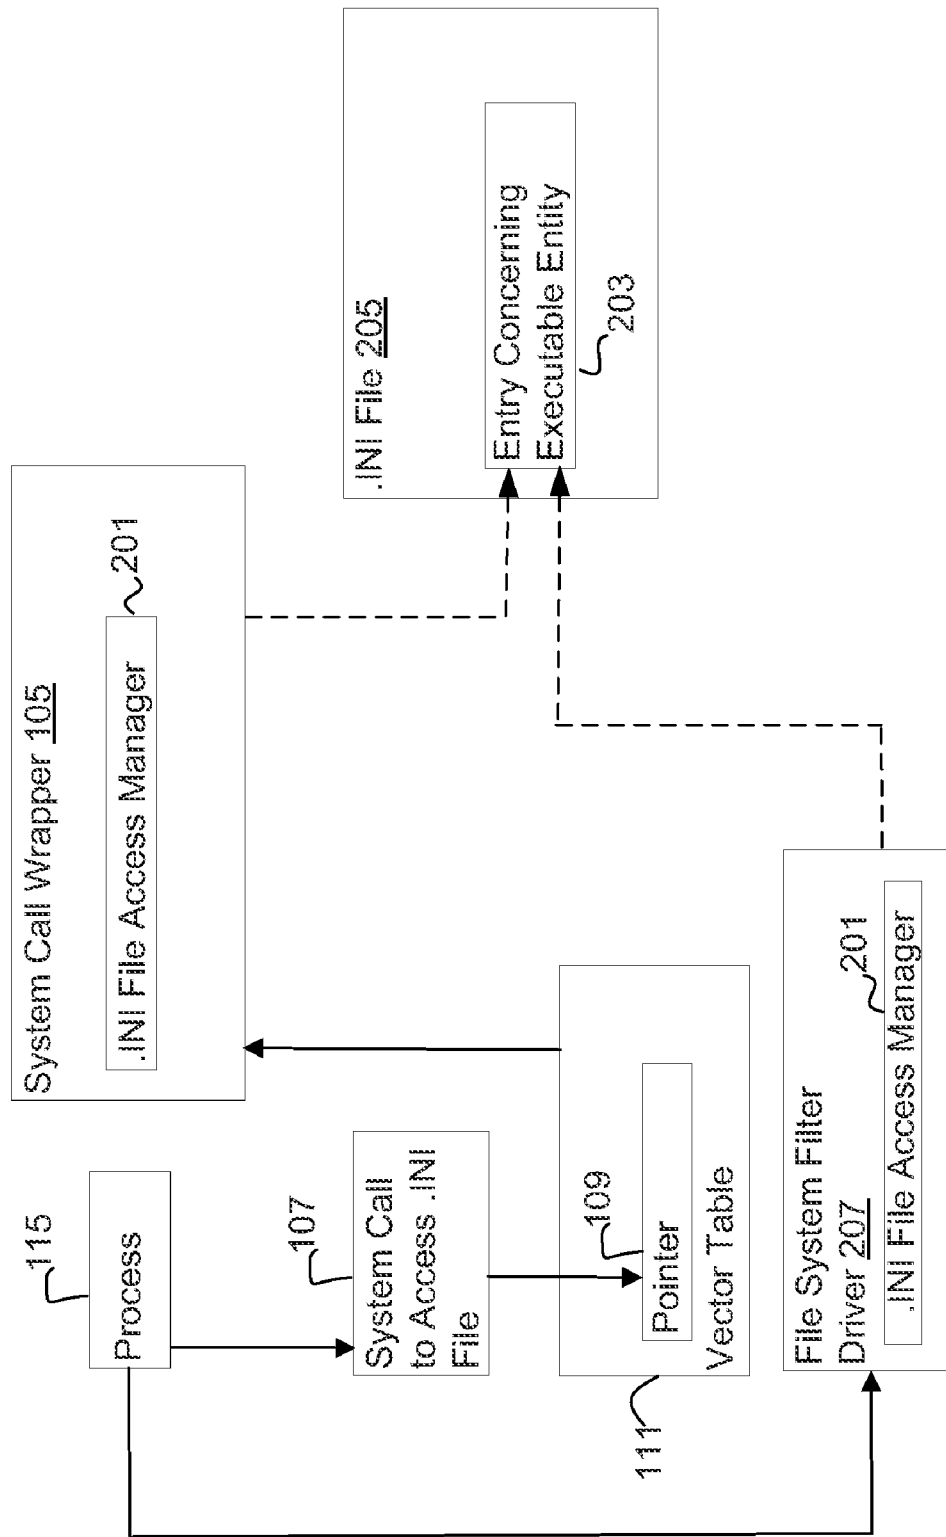 115
Process
107
System Call
to Access .INI
File
109
Pointer
Vector Table
111
System Call Wrapper 105
.INI File Access Manager
201
File System Filter
Driver 207
201
.INI File Access Manager
.INI File 205
Entry Concerning
Executable Entity
203